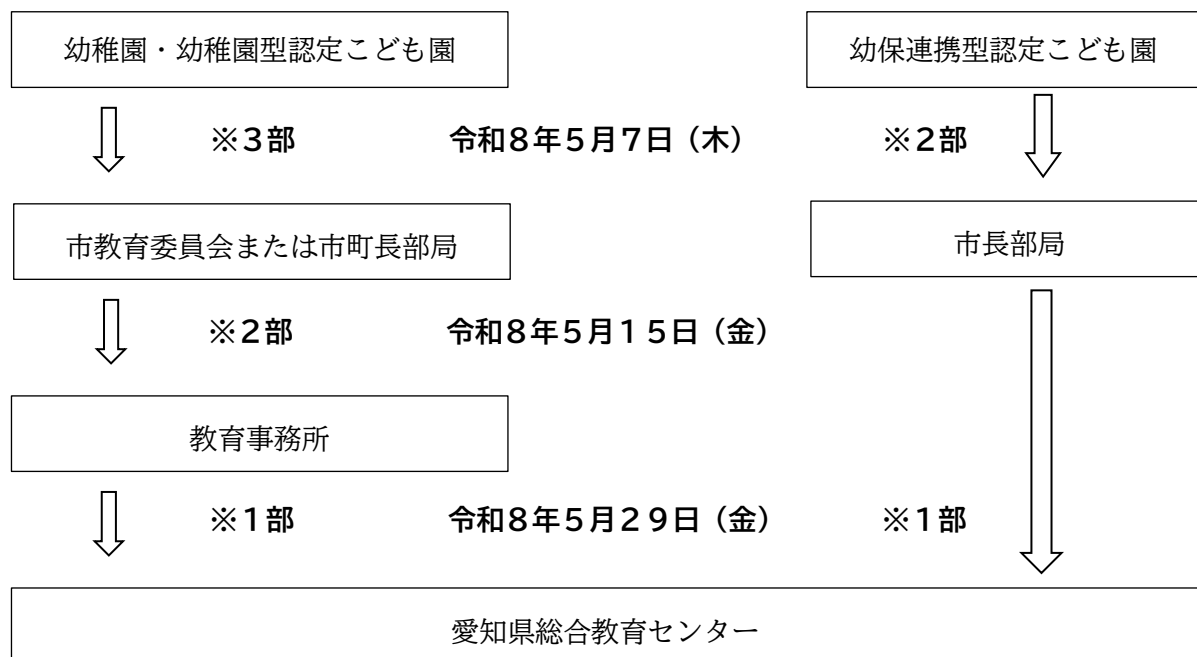 幼稚園・幼稚園型認定こども園
幼保連携型認定こども園
※3部
令和8年5月7日（木）
※2部
市教育委員会または市町長部局
市長部局
※2部
令和8年5月15日（金）
教育事務所
※1部
令和8年5月29日（金）
※1部
愛知県総合教育センター